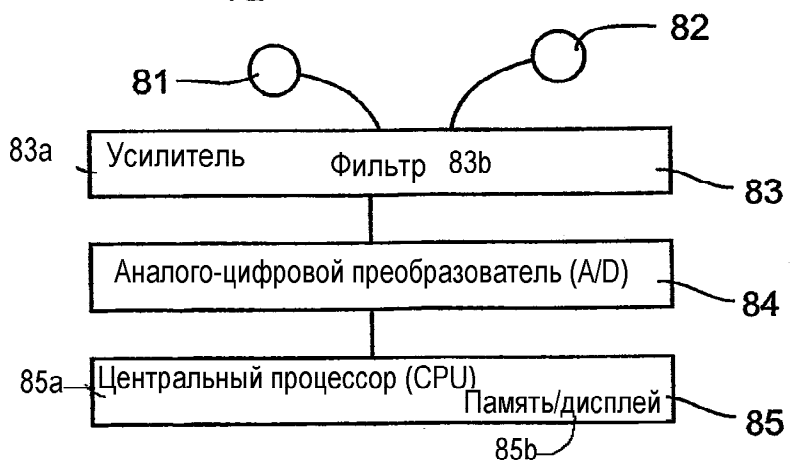 81
82
83a Усилитель Фильтр 83b
83
Аналого-цифровой преобразователь (A/D)
84
85a Центральный процессор (CPU)
Память/дисплей 85
85b